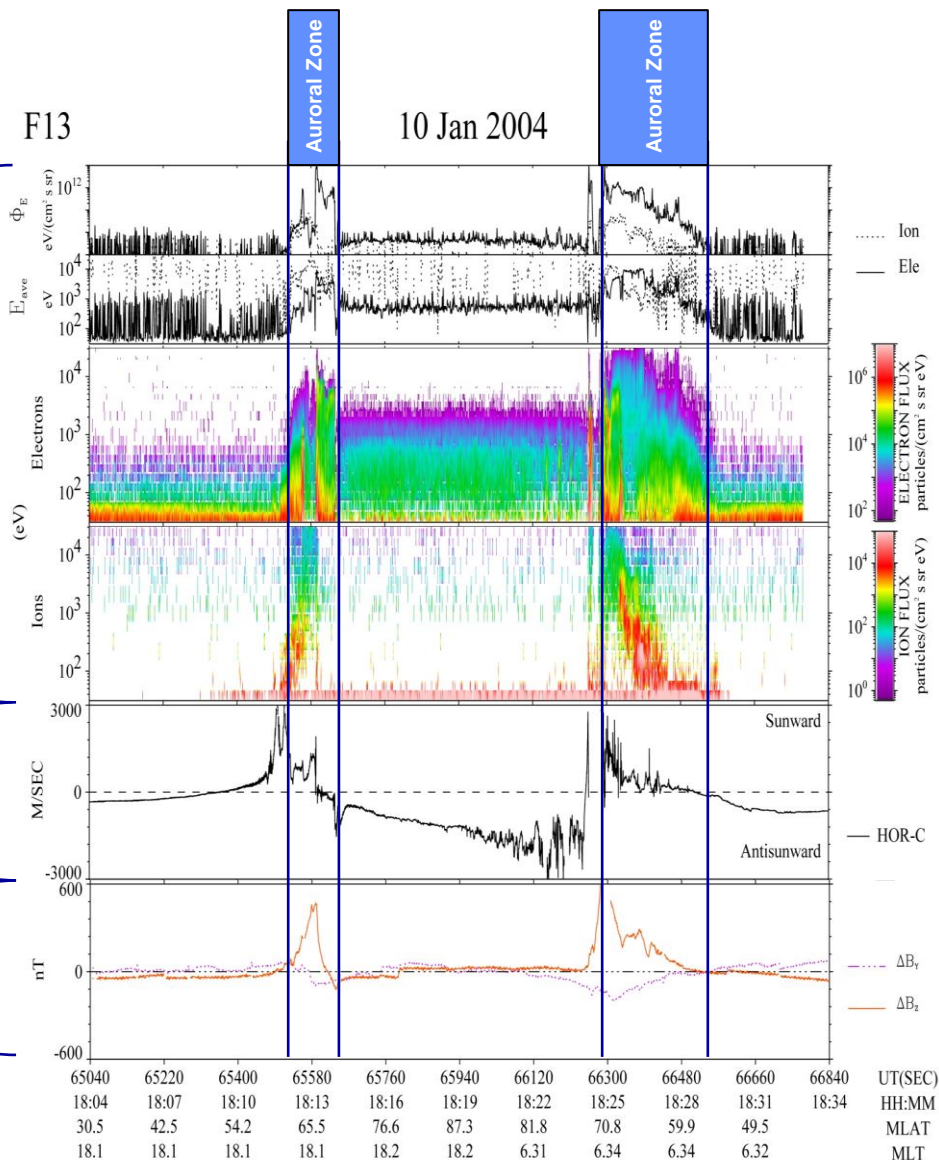 Auroral Zone
Auroral Zone
F13
10 Jan 2004
Φ_E
eV/(cm² s sr)
10¹²
Ion
Ele
E_ave
eV
10⁴
10³
10²
Electrons
10⁴
10³
10²
ELECTRON FLUX
particles/(cm² s sr eV)
10⁶
10⁴
10²
(eV)
Ions
10⁴
10³
10²
ION FLUX
particles/(cm² s sr eV)
10⁴
10²
10⁰
M/SEC
3000
0
-3000
Sunward
Antisunward
HOR-C
nT
600
0
-600
ΔB_Y
ΔB_Z
65040 65220 65400 65580 65760 65940 66120 66300 66480 66660 66840 UT(SEC)
18:04 18:07 18:10 18:13 18:16 18:19 18:22 18:25 18:28 18:31 18:34 HH:MM
30.5 42.5 54.2 65.5 76.6 87.3 81.8 70.8 59.9 49.5 MLAT
18.1 18.1 18.1 18.1 18.2 18.2 6.31 6.34 6.34 6.32 MLT